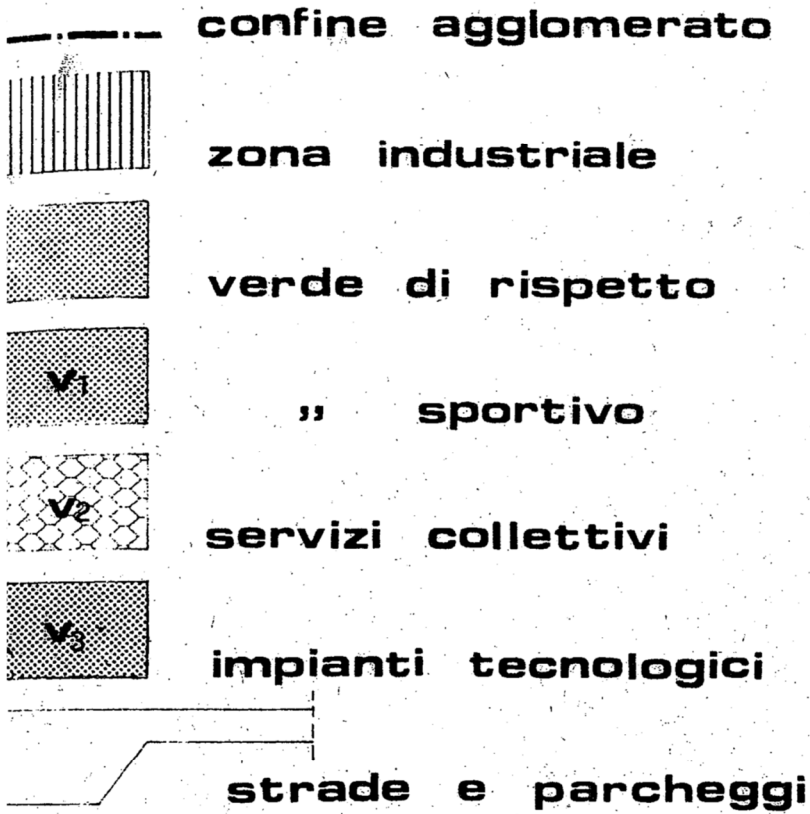 confine agglomerato
zona industriale
verde di rispetto
v1 ,, sportivo
v2 servizi collettivi
v3 impianti tecnologici
strade e parcheggi